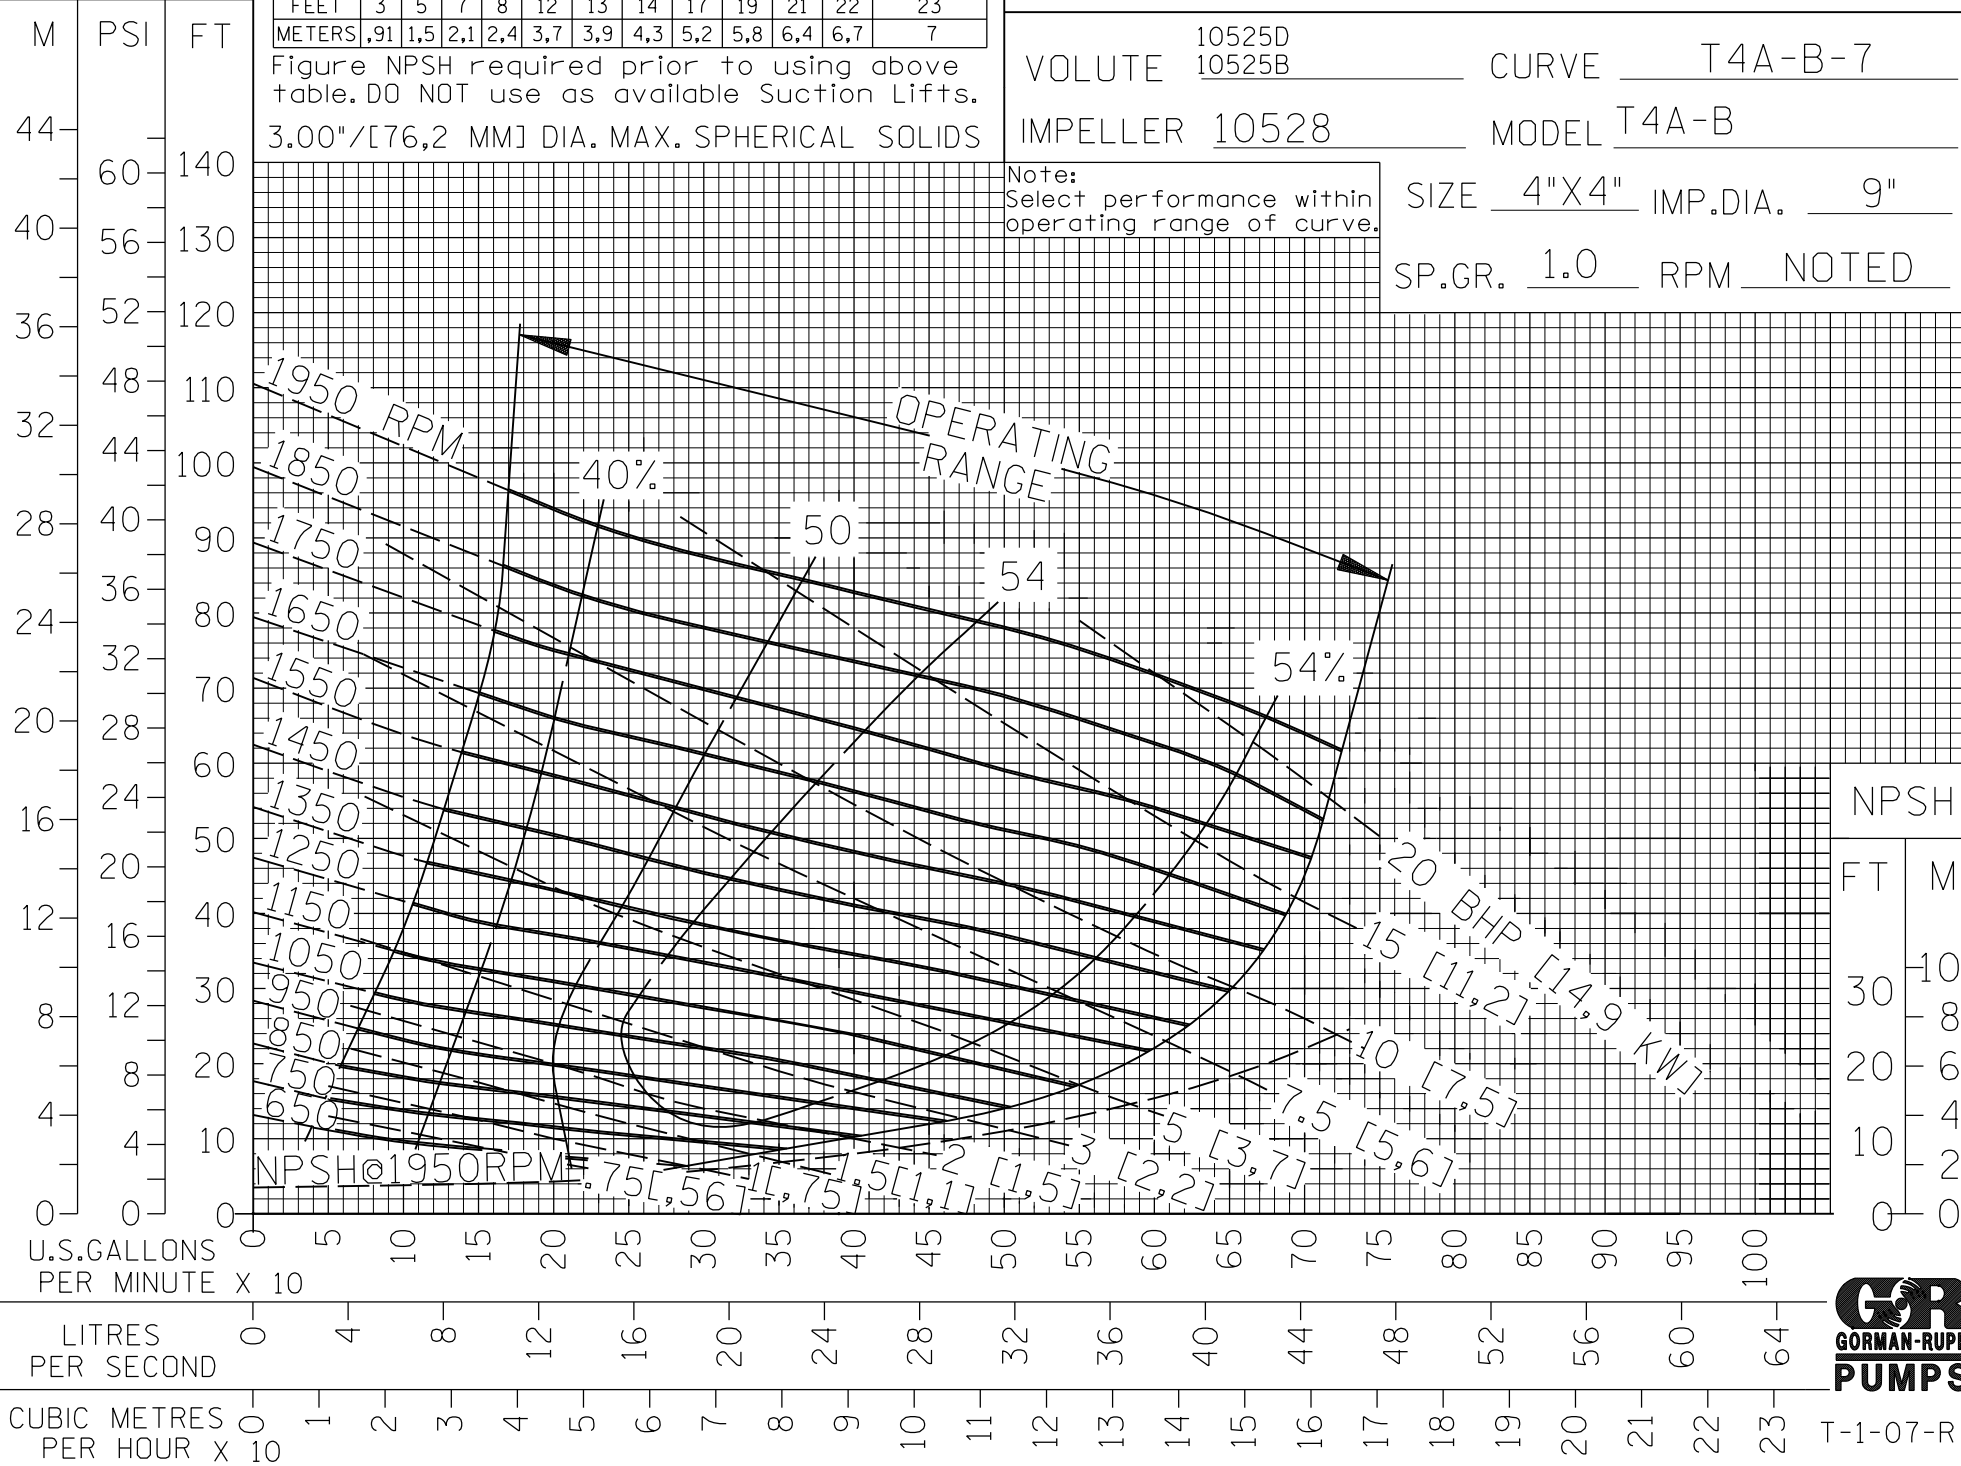 FEET 3 5 7 8 12 13 14 17 19 21 22 23
METERS ,91 1,5 2,1 2,4 3,7 3,9 4,3 5,2 5,8 6,4 6,7 7
Figure NPSH required prior to using above
table. DO NOT use as available Suction Lifts.
3.00"/[76,2 MM] DIA. MAX. SPHERICAL SOLIDS
VOLUTE 10525D
10525B
CURVE T4A-B-7
IMPELLER 10528
MODEL T4A-B
Note:
Select performance within
operating range of curve.
SIZE 4"X4" IMP.DIA. 9"
SP.GR. 1.0 RPM NOTED
M PSI FT
44
40
36
32
28
24
20
16
12
8
4
0
60
56
52
48
44
40
36
32
28
24
20
16
12
8
4
0
140
130
120
110
100
90
80
70
60
50
40
30
20
10
0
1950 RPM
1850
1750
1650
1550
1450
1350
1250
1150
1050
950
850
750
650
OPERATING
RANGE
40%
50
54
54%
20 BHP [14,9 KW]
15 [11,2]
10 [7,5]
7.5 [5,6]
5 [3,7]
3 [2,2]
2 [1,5]
1.5[1,1]
1[,75]
.75[,56]
NPSH@1950RPM
NPSH
FT M
30
20
10
0
10
8
6
4
2
0
U.S.GALLONS
PER MINUTE X 10
0 5 10 15 20 25 30 35 40 45 50 55 60 65 70 75 80 85 90 95 100
LITRES
PER SECOND
0 4 8 12 16 20 24 28 32 36 40 44 48 52 56 60 64
CUBIC METRES
PER HOUR X 10
0 1 2 3 4 5 6 7 8 9 10 11 12 13 14 15 16 17 18 19 20 21 22 23
GR
GORMAN-RUPP
PUMPS
T-1-07-R